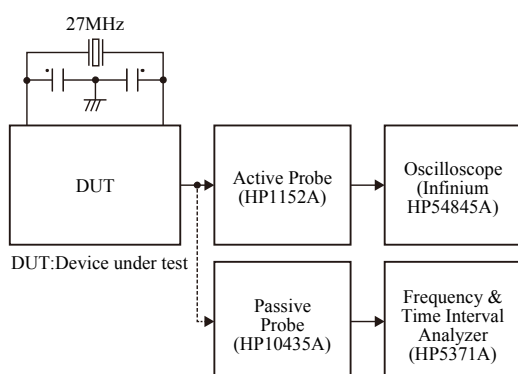 27MHz
DUT
Active Probe
(HP1152A)
Oscilloscope
(Infinium
HP54845A)
DUT:Device under test
Passive
Probe
(HP10435A)
Frequency &
Time Interval
Analyzer
(HP5371A)